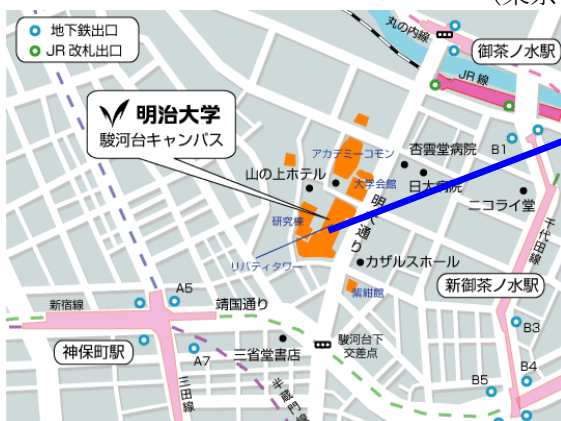 (東京
地下鉄出口
JR 改札出口
丸の内線
御茶ノ水駅
JR 線
明治大学
駿河台キャンパス
アカデミーコモン
杏雲堂病院
B1
山の上ホテル
大学会館
日大病院
ニコライ堂
研究棟
明大通り
千代田線
リバティタワー
カザルスホール
新御茶ノ水駅
A5
紫紺館
新宿線
靖国通り
B3
駿河台下
交差点
神保町駅
A7
三省堂書店
B4
三田線
半蔵門線
B5